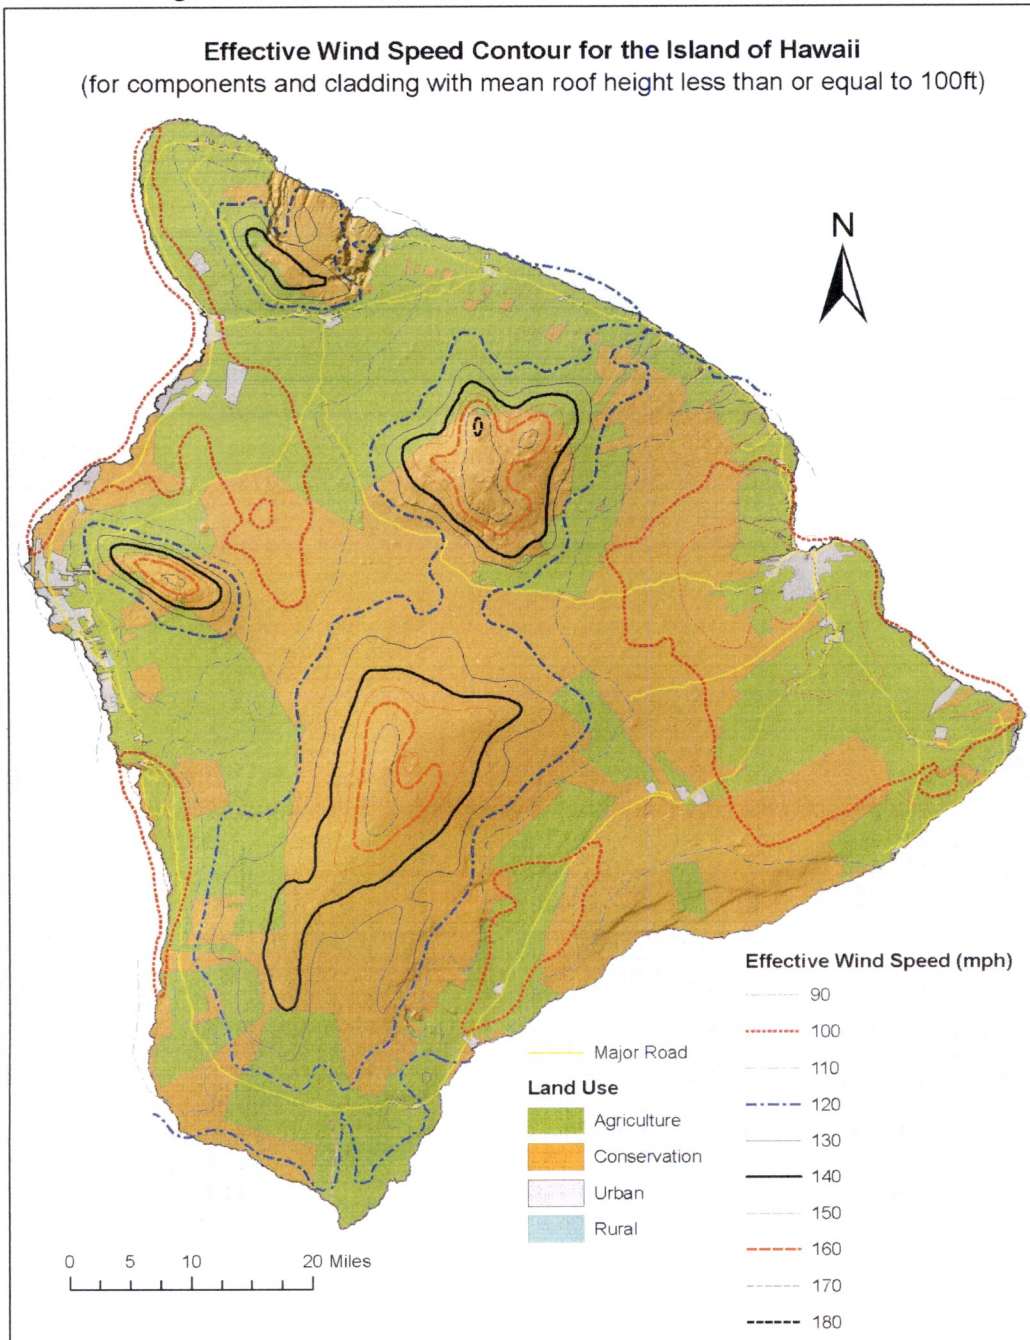 Effective Wind Speed Contour for the Island of Hawaii
(for components and cladding with mean roof height less than or equal to 100ft)
N
Effective Wind Speed (mph)
90
100
110
120
130
140
150
160
170
180
Major Road
Land Use
Agriculture
Conservation
Urban
Rural
0 5 10 20 Miles